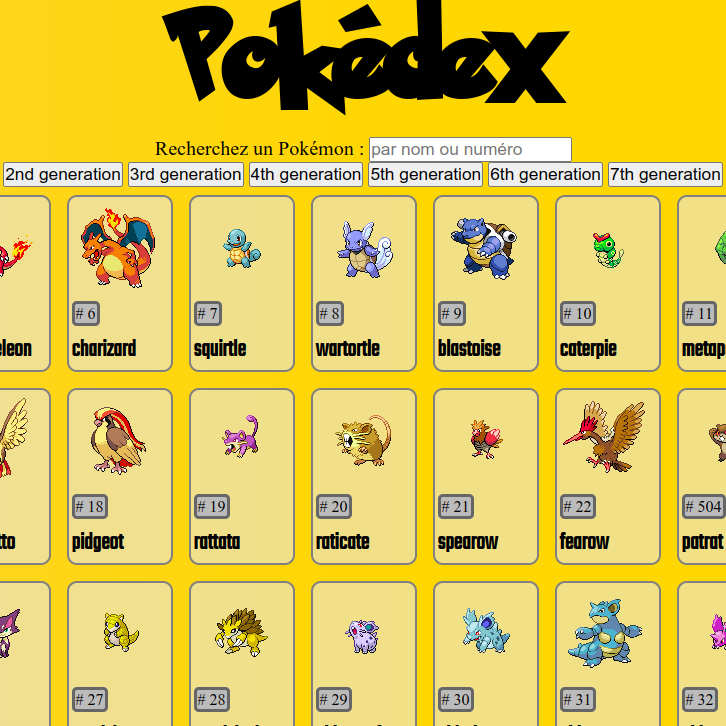 Pokédex
Recherchez un Pokémon : par nom ou numéro
2nd generation 3rd generation 4th generation 5th generation 6th generation 7th generation
# 6 # 7 # 8 # 9 # 10 # 11
eleon charizard squirtle wartortle blastoise caterpie metap
# 18 # 19 # 20 # 21 # 22 # 504
tto pidgeot rattata raticate spearow fearow patrat
# 27 # 28 # 29 # 30 # 31 # 32